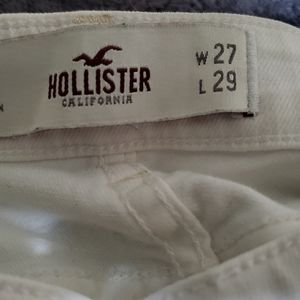 HOLLISTER
CALIFORNIA
W 27
L 29